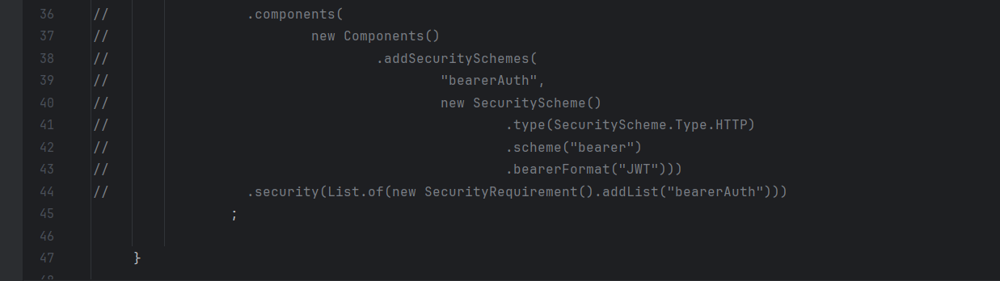 36 // .components(
37 // new Components()
38 // .addSecuritySchemes(
39 // "bearerAuth",
40 // new SecurityScheme()
41 // .type(SecurityScheme.Type.HTTP)
42 // .scheme("bearer")
43 // .bearerFormat("JWT")))
44 // .security(List.of(new SecurityRequirement().addList("bearerAuth")))
45 ;
46
47 }